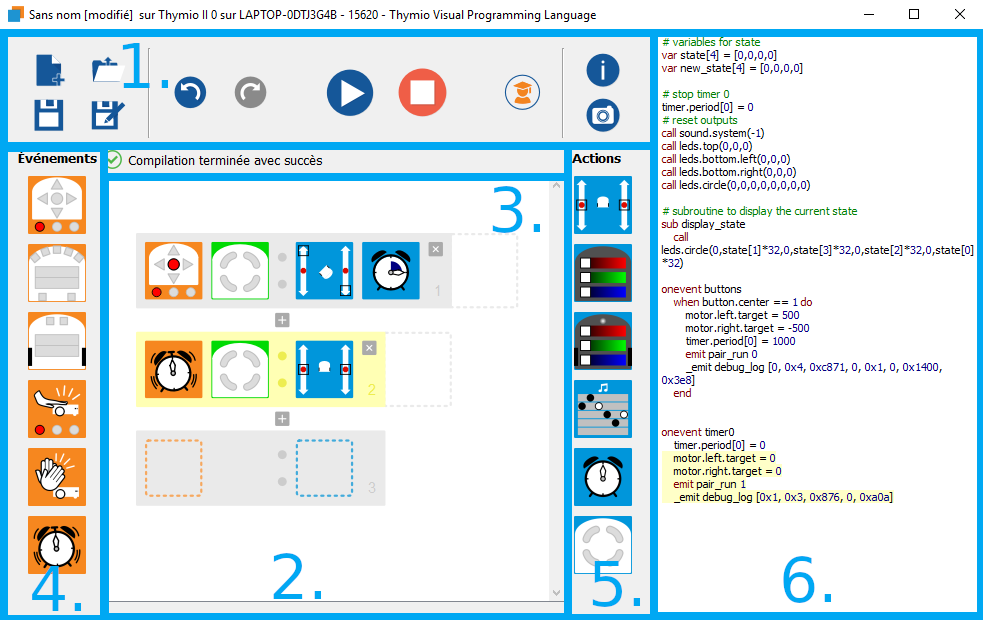 Sans nom [modifié] sur Thymio II 0 sur LAPTOP-0DTJ3G4B - 15620 - Thymio Visual Programming Language
1.
i
Événements
Compilation terminée avec succès
Actions
3.
1
2
3
2.
4.
5.
# variables for state
var state[4] = [0,0,0,0]
var new_state[4] = [0,0,0,0]
# stop timer 0
timer.period[0] = 0
# reset outputs
call sound.system(-1)
call leds.top(0,0,0)
call leds.bottom.left(0,0,0)
call leds.bottom.right(0,0,0)
call leds.circle(0,0,0,0,0,0,0,0)
# subroutine to display the current state
sub display_state
call
leds.circle(0,state[1]*32,0,state[3]*32,0,state[2]*32,0,state[0]
*32)
onevent buttons
when button.center == 1 do
motor.left.target = 500
motor.right.target = -500
timer.period[0] = 1000
emit pair_run 0
_emit debug_log [0, 0x4, 0xc871, 0, 0x1, 0, 0x1400,
0x3e8]
end
onevent timer0
timer.period[0] = 0
motor.left.target = 0
motor.right.target = 0
emit pair_run 1
_emit debug_log [0x1, 0x3, 0x876, 0, 0xa0a]
6.